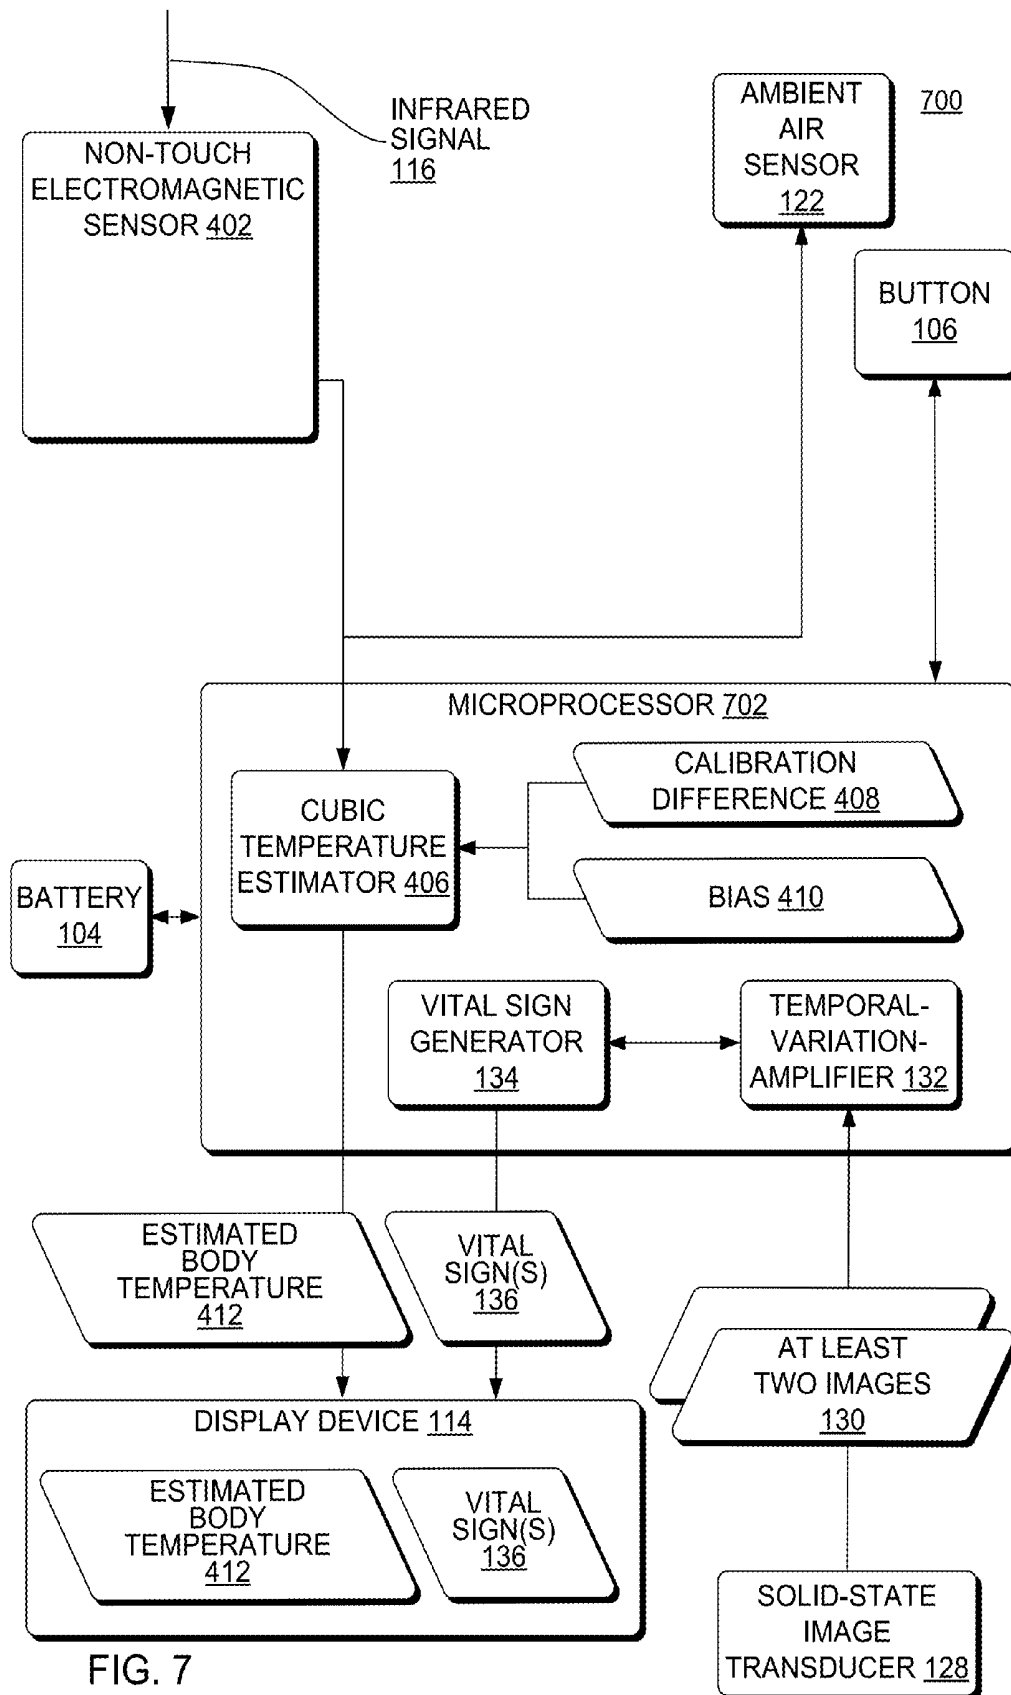 INFRARED
SIGNAL
116
AMBIENT
AIR
SENSOR
122
700
NON-TOUCH
ELECTROMAGNETIC
SENSOR 402
BUTTON
106
MICROPROCESSOR 702
CUBIC
TEMPERATURE
ESTIMATOR 406
CALIBRATION
DIFFERENCE 408
BIAS 410
BATTERY
104
VITAL SIGN
GENERATOR
134
TEMPORAL-
VARIATION-
AMPLIFIER 132
ESTIMATED
BODY
TEMPERATURE
412
VITAL
SIGN(S)
136
AT LEAST
TWO IMAGES
130
DISPLAY DEVICE 114
ESTIMATED
BODY
TEMPERATURE
412
VITAL
SIGN(S)
136
SOLID-STATE
IMAGE
TRANSDUCER 128
FIG. 7